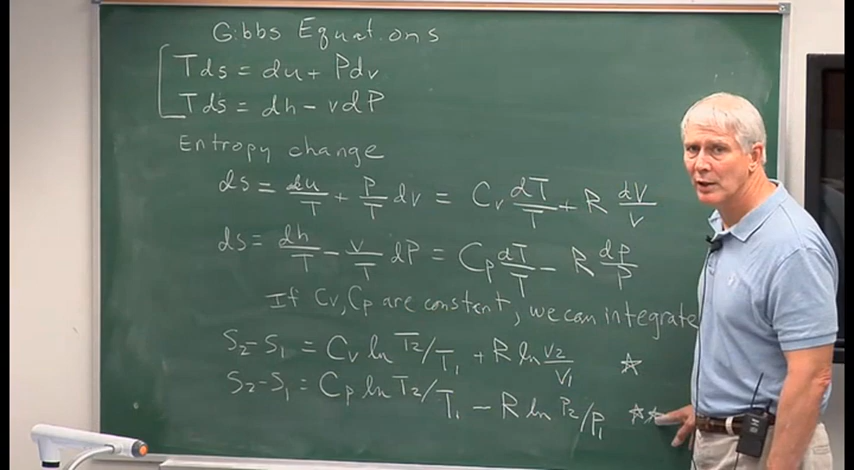 Gibbs Equations
Tds = du + Pdv
Tds = dh - vdP
Entropy change
ds = du/T + P/T dv = Cv dT/T + R dV/V
ds = dh/T - v/T dP = Cp dT/T - R dp/P
If Cv, Cp are constant, we can integrate
S2-S1 = Cv ln T2/T1 + R ln V2/V1 ☆
S2-S1 = Cp ln T2/T1 - R ln P2/P1 ☆☆